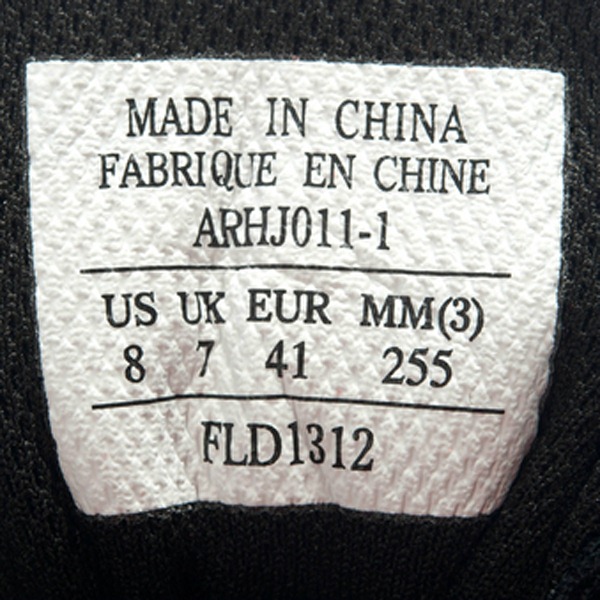 MADE IN CHINA
FABRIQUE EN CHINE
ARHJ011-1
US UK EUR MM(3)
8 7 41 255
FLD1312